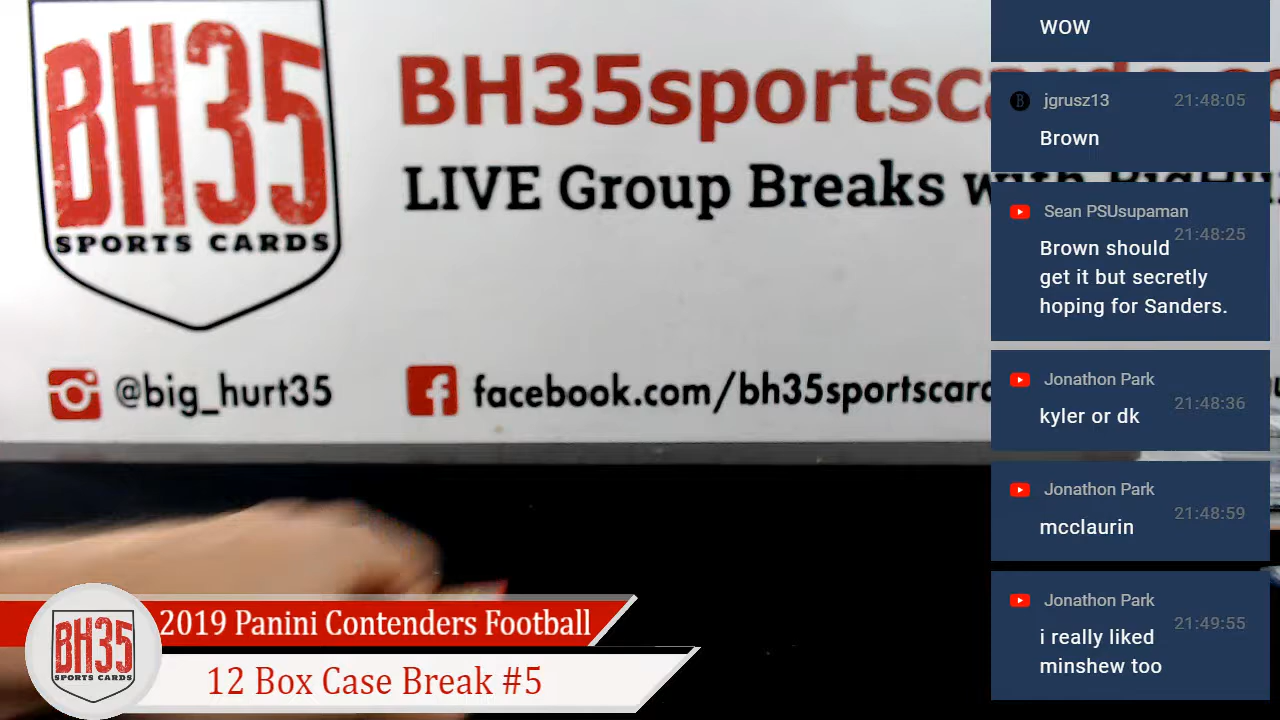 BH35
SPORTS CARDS
BH35sportsc
LIVE Group Breaks
@big_hurt35
facebook.com/bh35sportscard
WOW
jgrusz13 21:48:05
Brown
Sean PSUsupaman
21:48:25
Brown should
get it but secretly
hoping for Sanders.
Jonathon Park
21:48:36
kyler or dk
Jonathon Park
21:48:59
mcclaurin
Jonathon Park
21:49:55
i really liked
minshew too
BH35
SPORTS CARDS
2019 Panini Contenders Football
12 Box Case Break #5